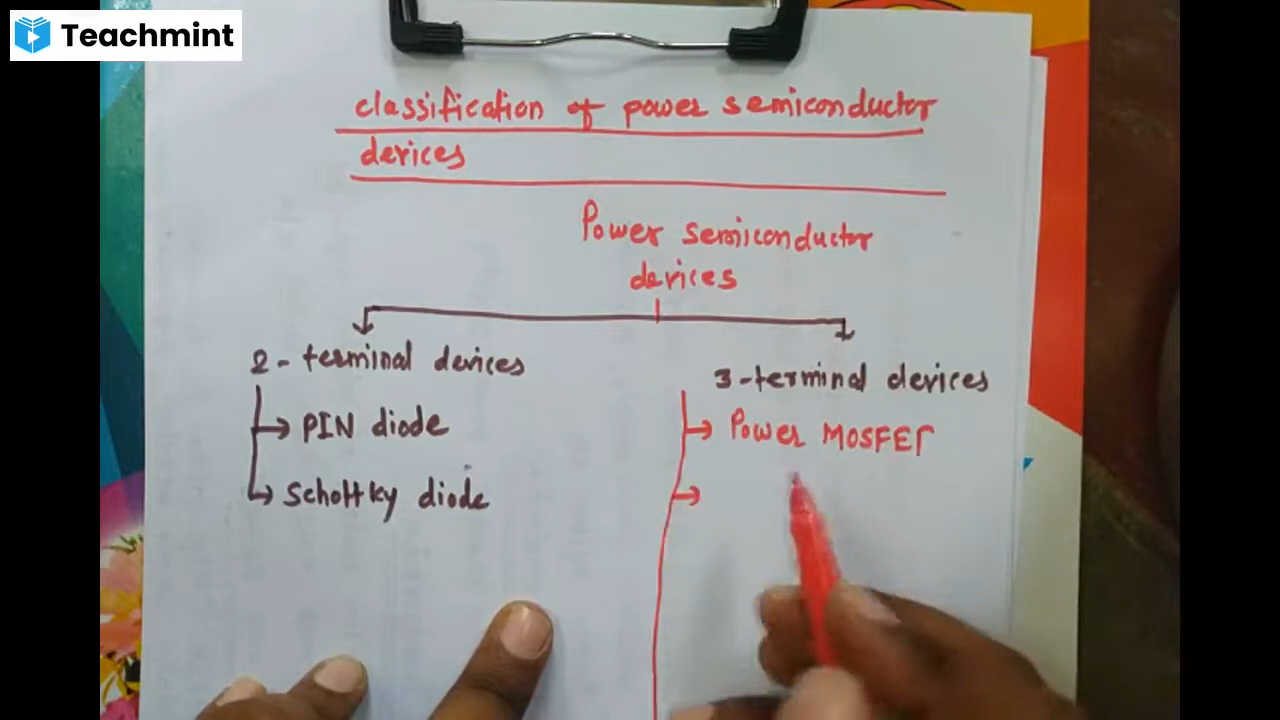 Teachmint
classification of power semiconductor
devices
Power semiconductor
devices
2-terminal devices
PIN diode
Schottky diode
3-terminal devices
Power MOSFET